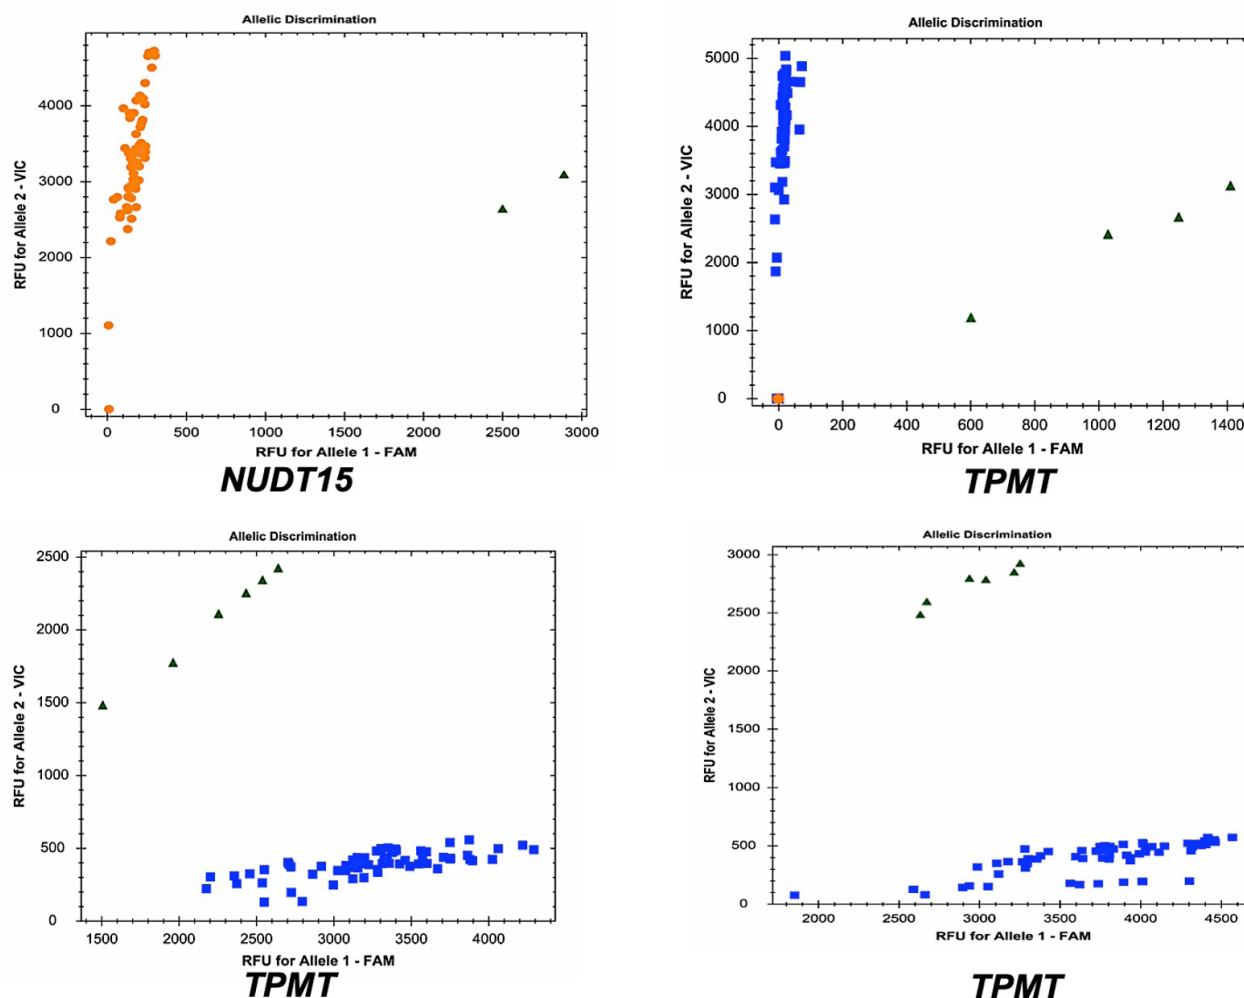 Allelic Discrimination
RFU for Allele 2 - VIC
4000
3000
2000
1000
0
0 500 1000 1500 2000 2500 3000
RFU for Allele 1 - FAM
NUDT15
Allelic Discrimination
RFU for Allele 2 - VIC
5000
4000
3000
2000
1000
0
0 200 400 600 800 1000 1200 1400
RFU for Allele 1 - FAM
TPMT
Allelic Discrimination
RFU for Allele 2 - VIC
2500
2000
1500
1000
500
0
1500 2000 2500 3000 3500 4000
RFU for Allele 1 - FAM
TPMT
Allelic Discrimination
RFU for Allele 2 - VIC
3000
2500
2000
1500
1000
500
0
2000 2500 3000 3500 4000 4500
RFU for Allele 1 - FAM
TPMT